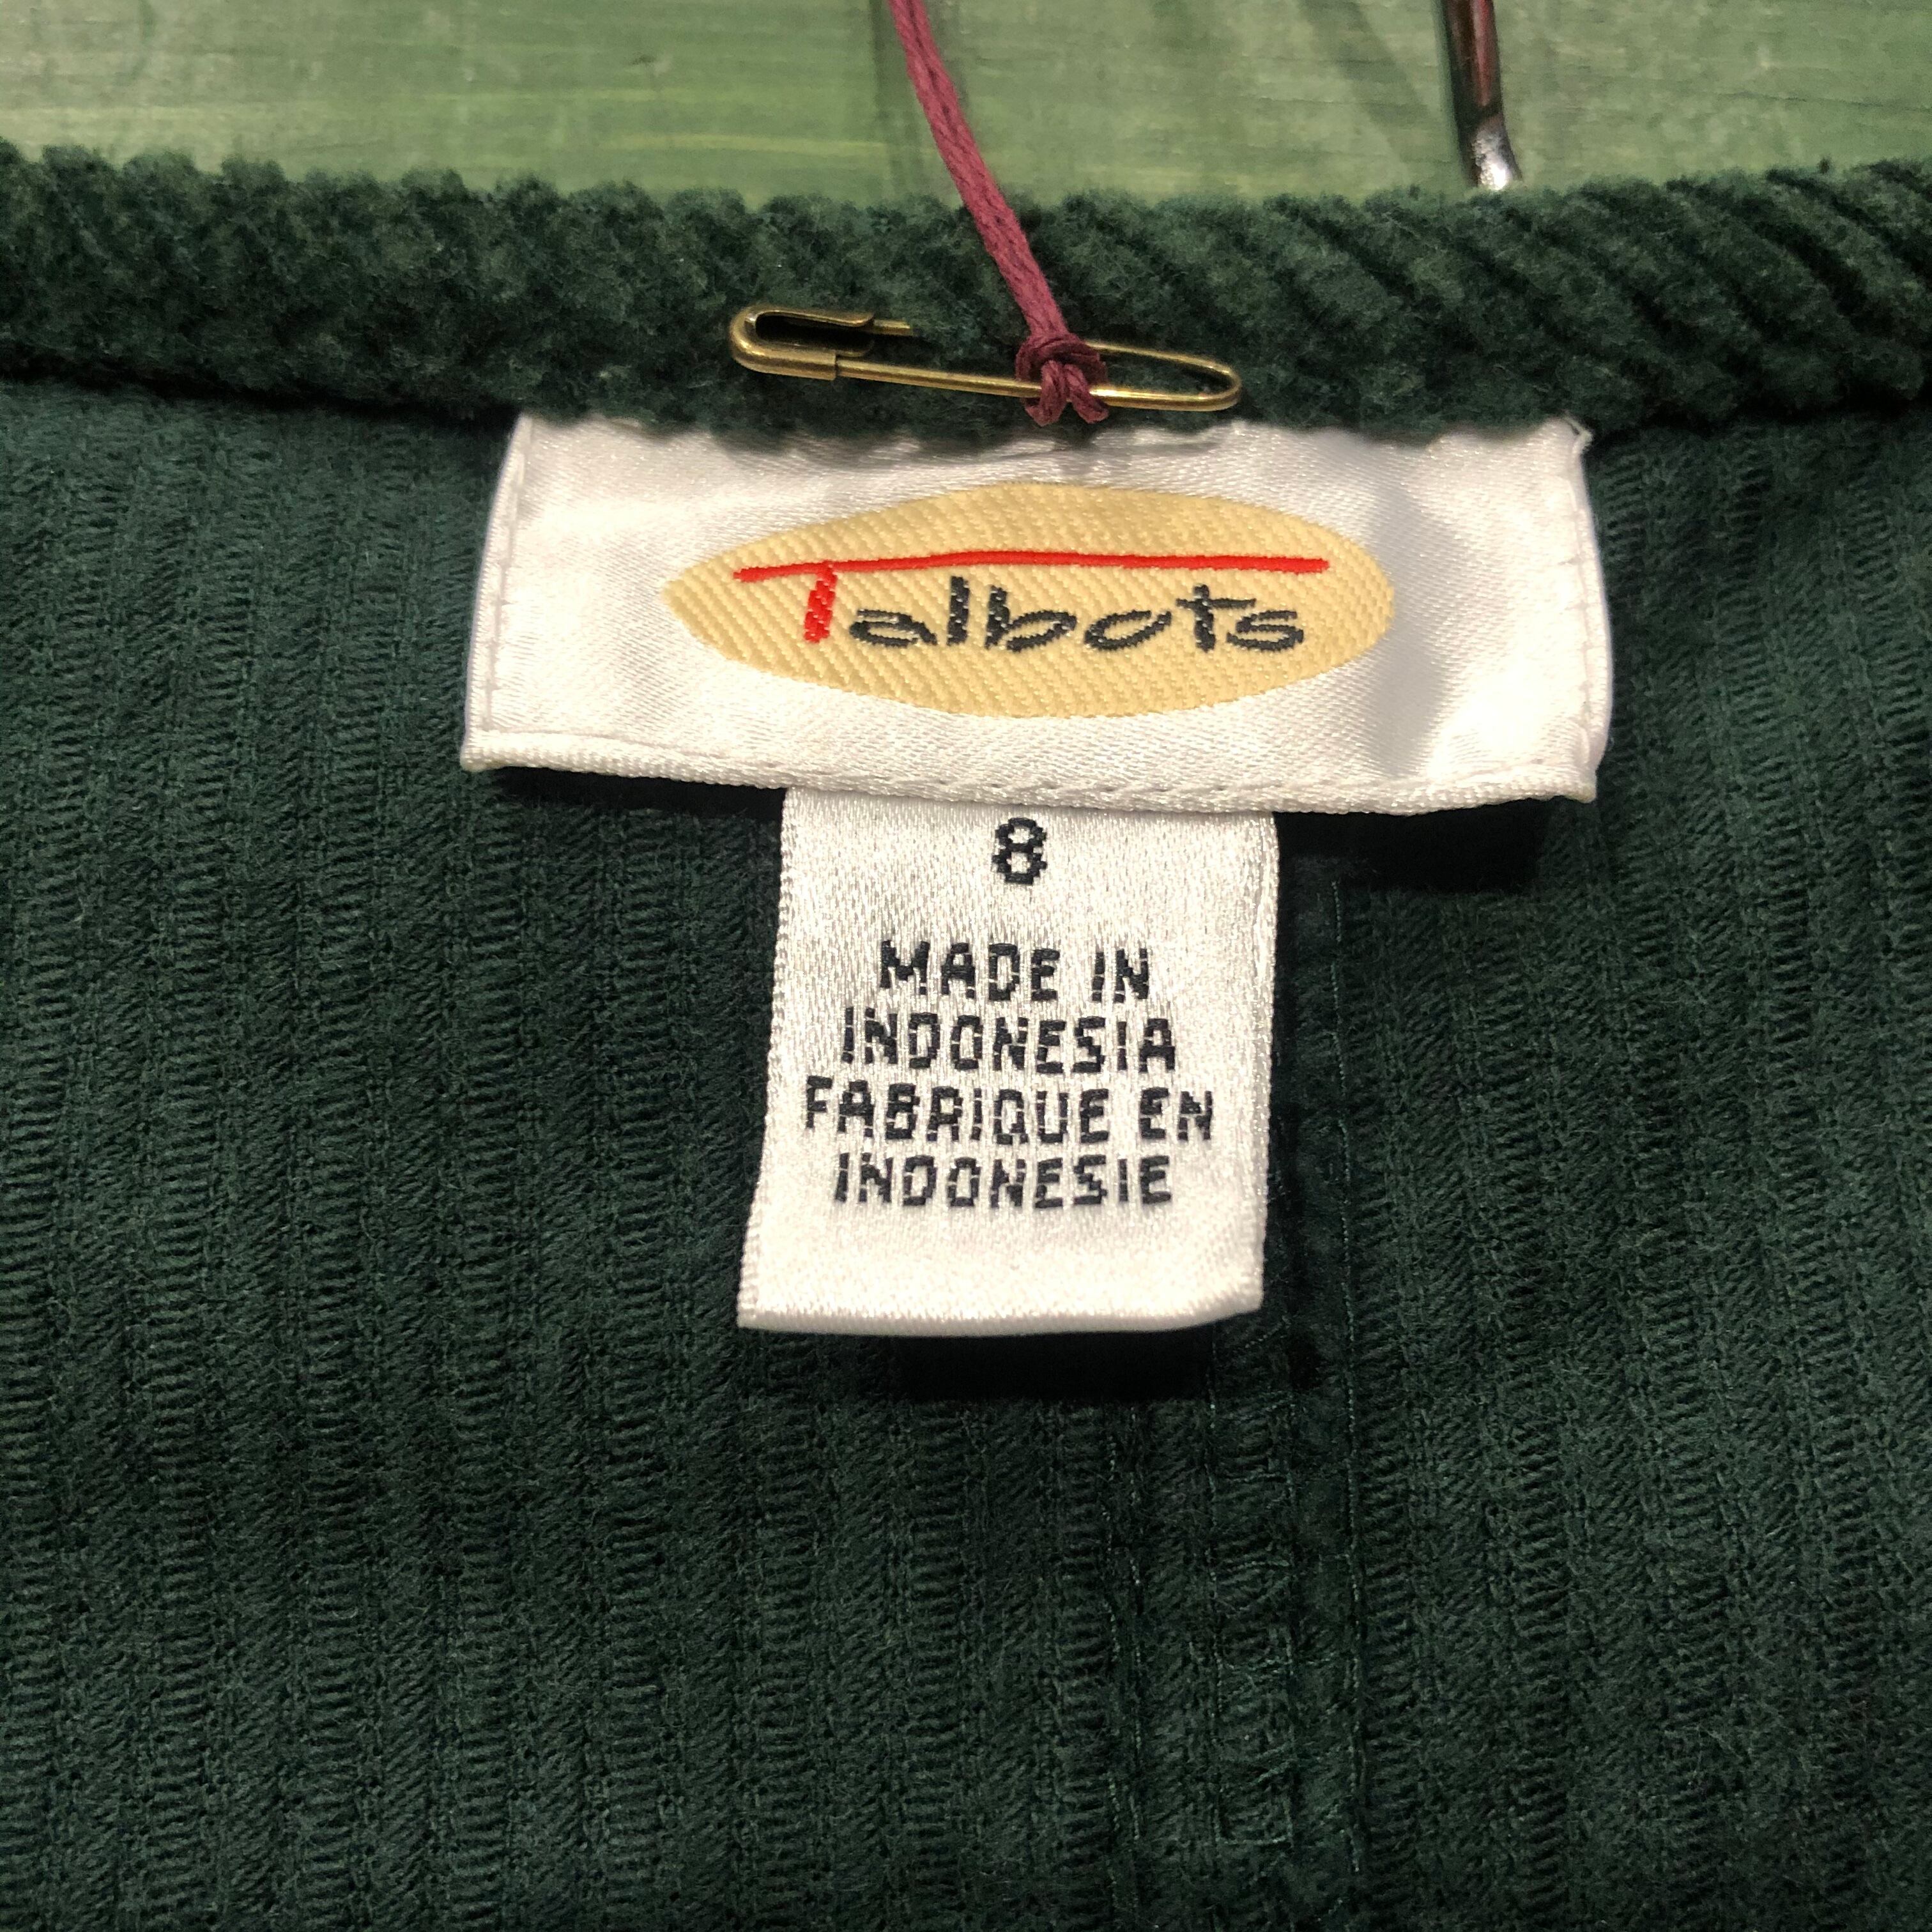 Talbots
8
MADE IN
INDONESIA
FABRIQUE EN
INDONESIE